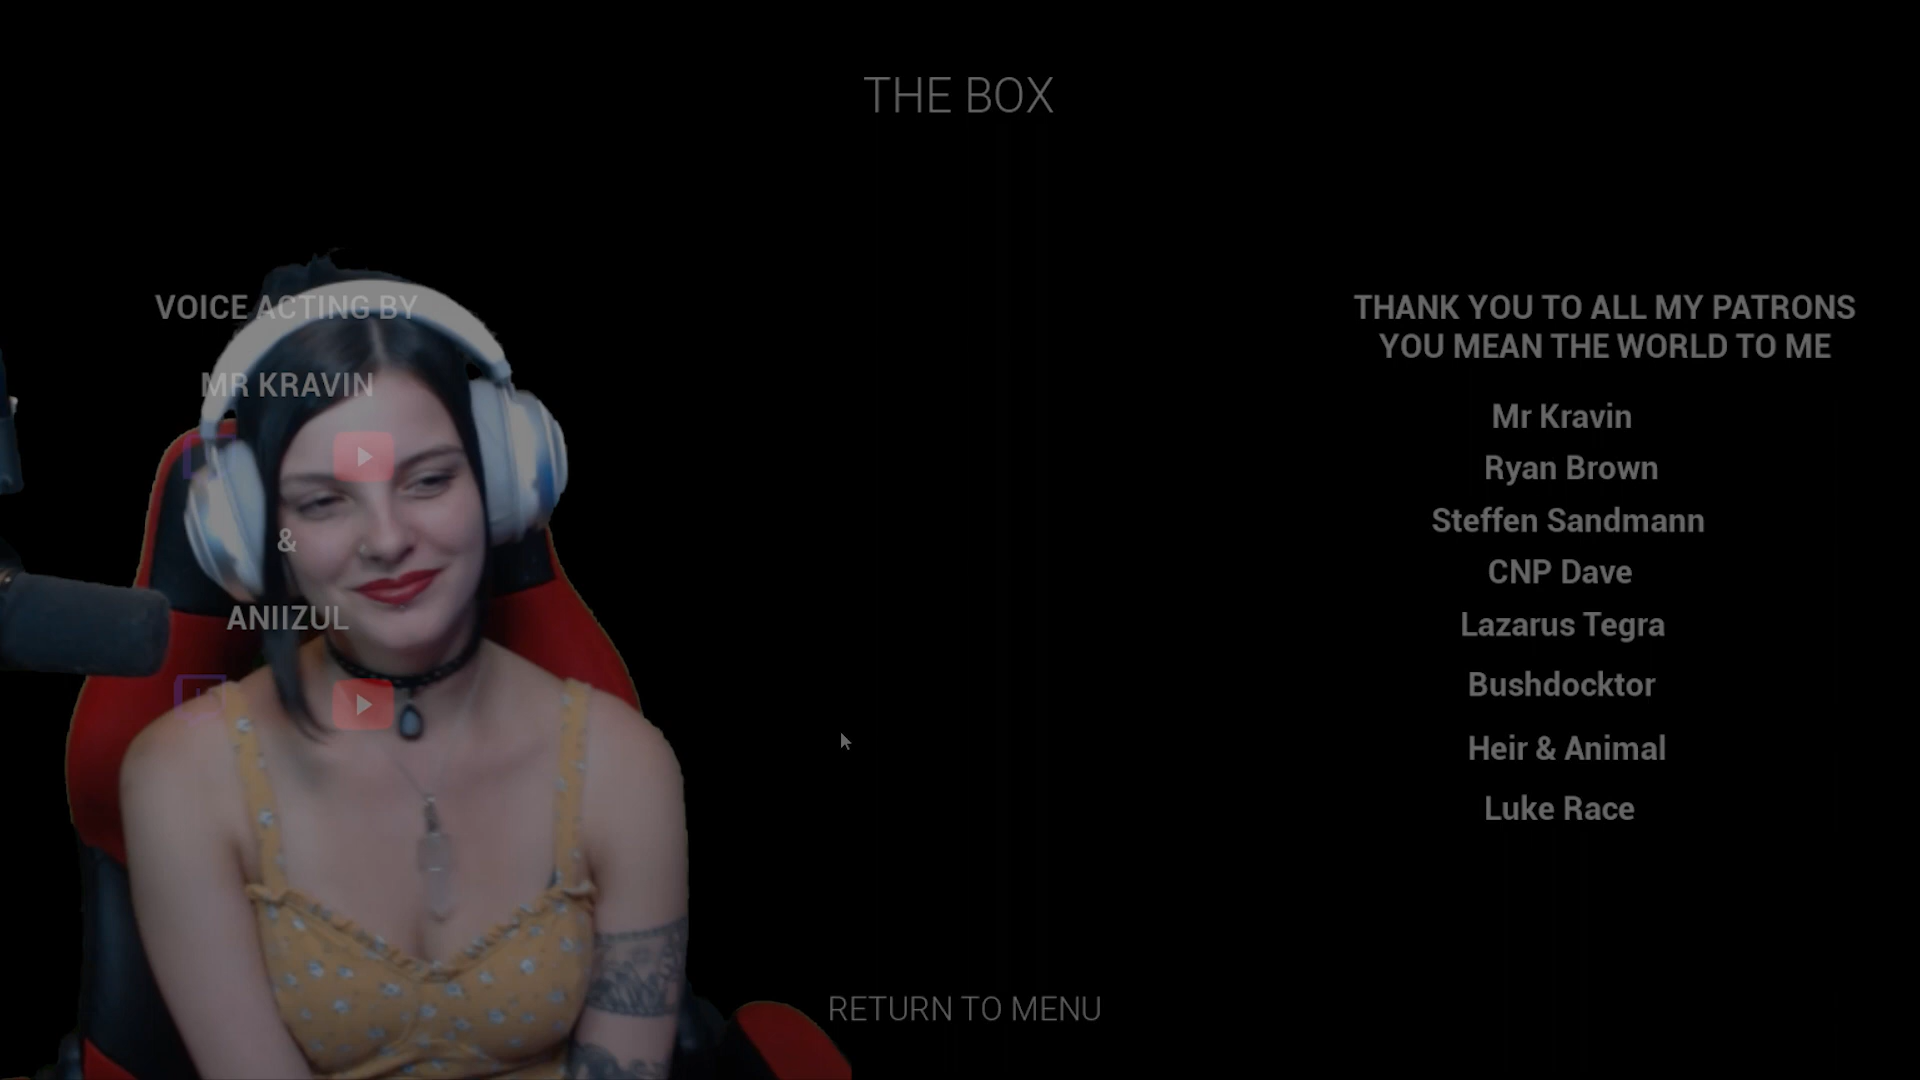 THE BOX
VOICE ACTING BY
MR KRAVIN
&
ANIIZUL
THANK YOU TO ALL MY PATRONS
YOU MEAN THE WORLD TO ME
Mr Kravin
Ryan Brown
Steffen Sandmann
CNP Dave
Lazarus Tegra
Bushdocktor
Heir & Animal
Luke Race
RETURN TO MENU